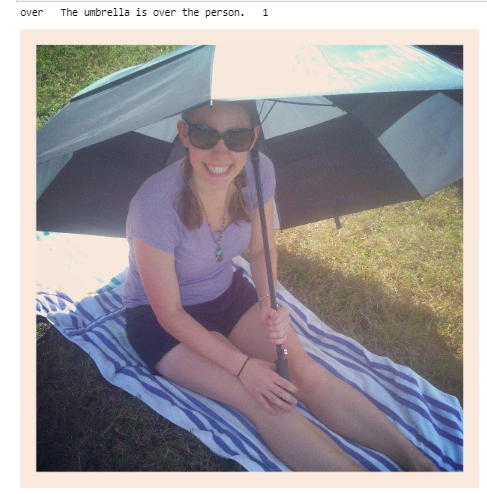 over   The umbrella is over the person.   1